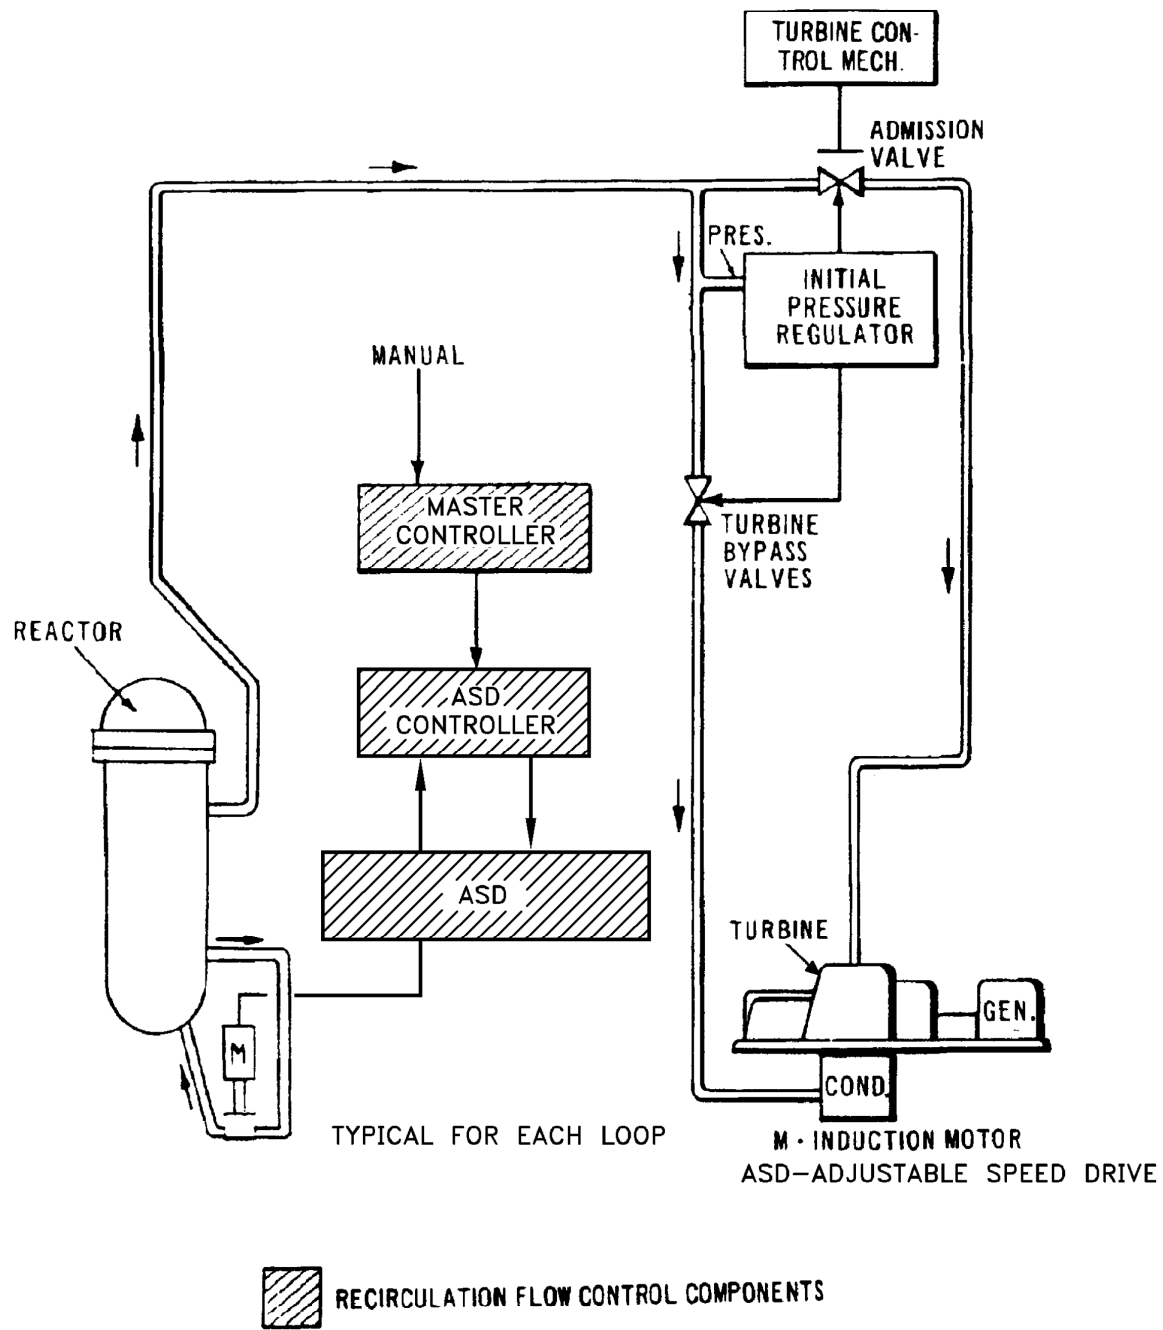 TURBINE CON-
TROL MECH.
ADMISSION
VALVE
PRES.
INITIAL
PRESSURE
REGULATOR
MANUAL
MASTER
CONTROLLER
TURBINE
BYPASS
VALVES
REACTOR
ASD
CONTROLLER
ASD
TURBINE
GEN.
M
COND.
TYPICAL FOR EACH LOOP
M · INDUCTION MOTOR
ASD-ADJUSTABLE SPEED DRIVE
RECIRCULATION FLOW CONTROL COMPONENTS